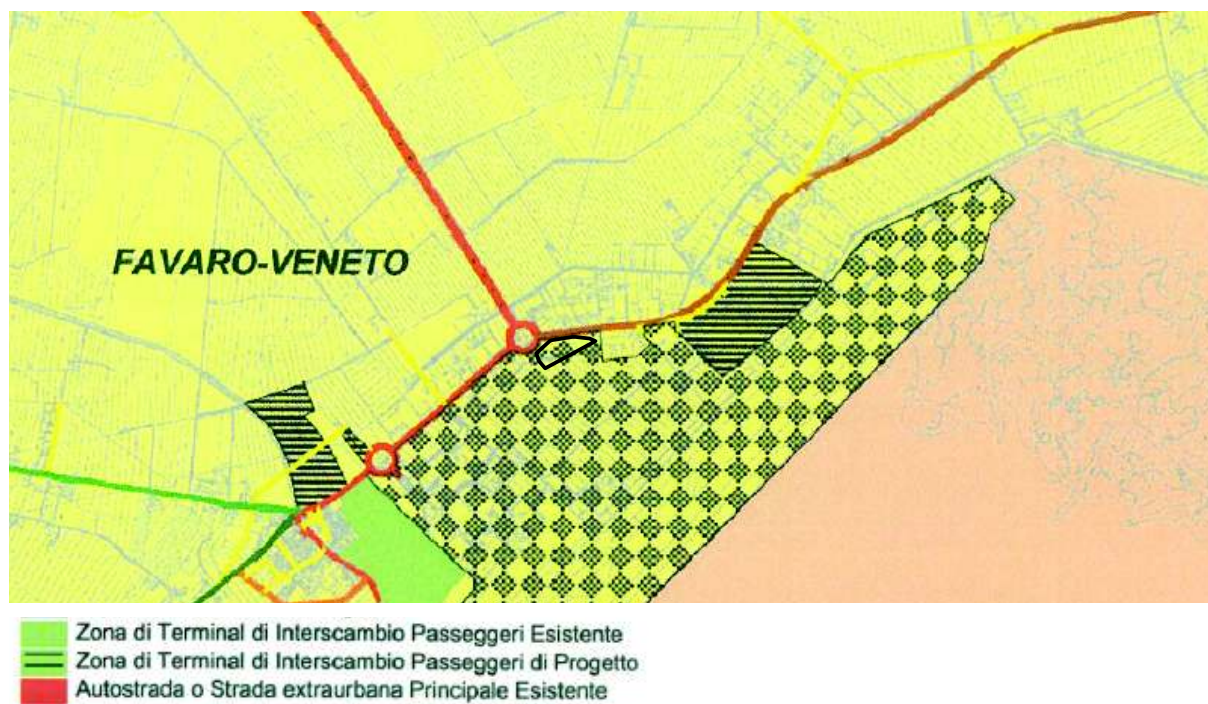 FAVARO-VENETO
Zona di Terminal di Interscambio Passeggeri Esistente
Zona di Terminal di Interscambio Passeggeri di Progetto
Autostrada o Strada extraurbana Principale Esistente